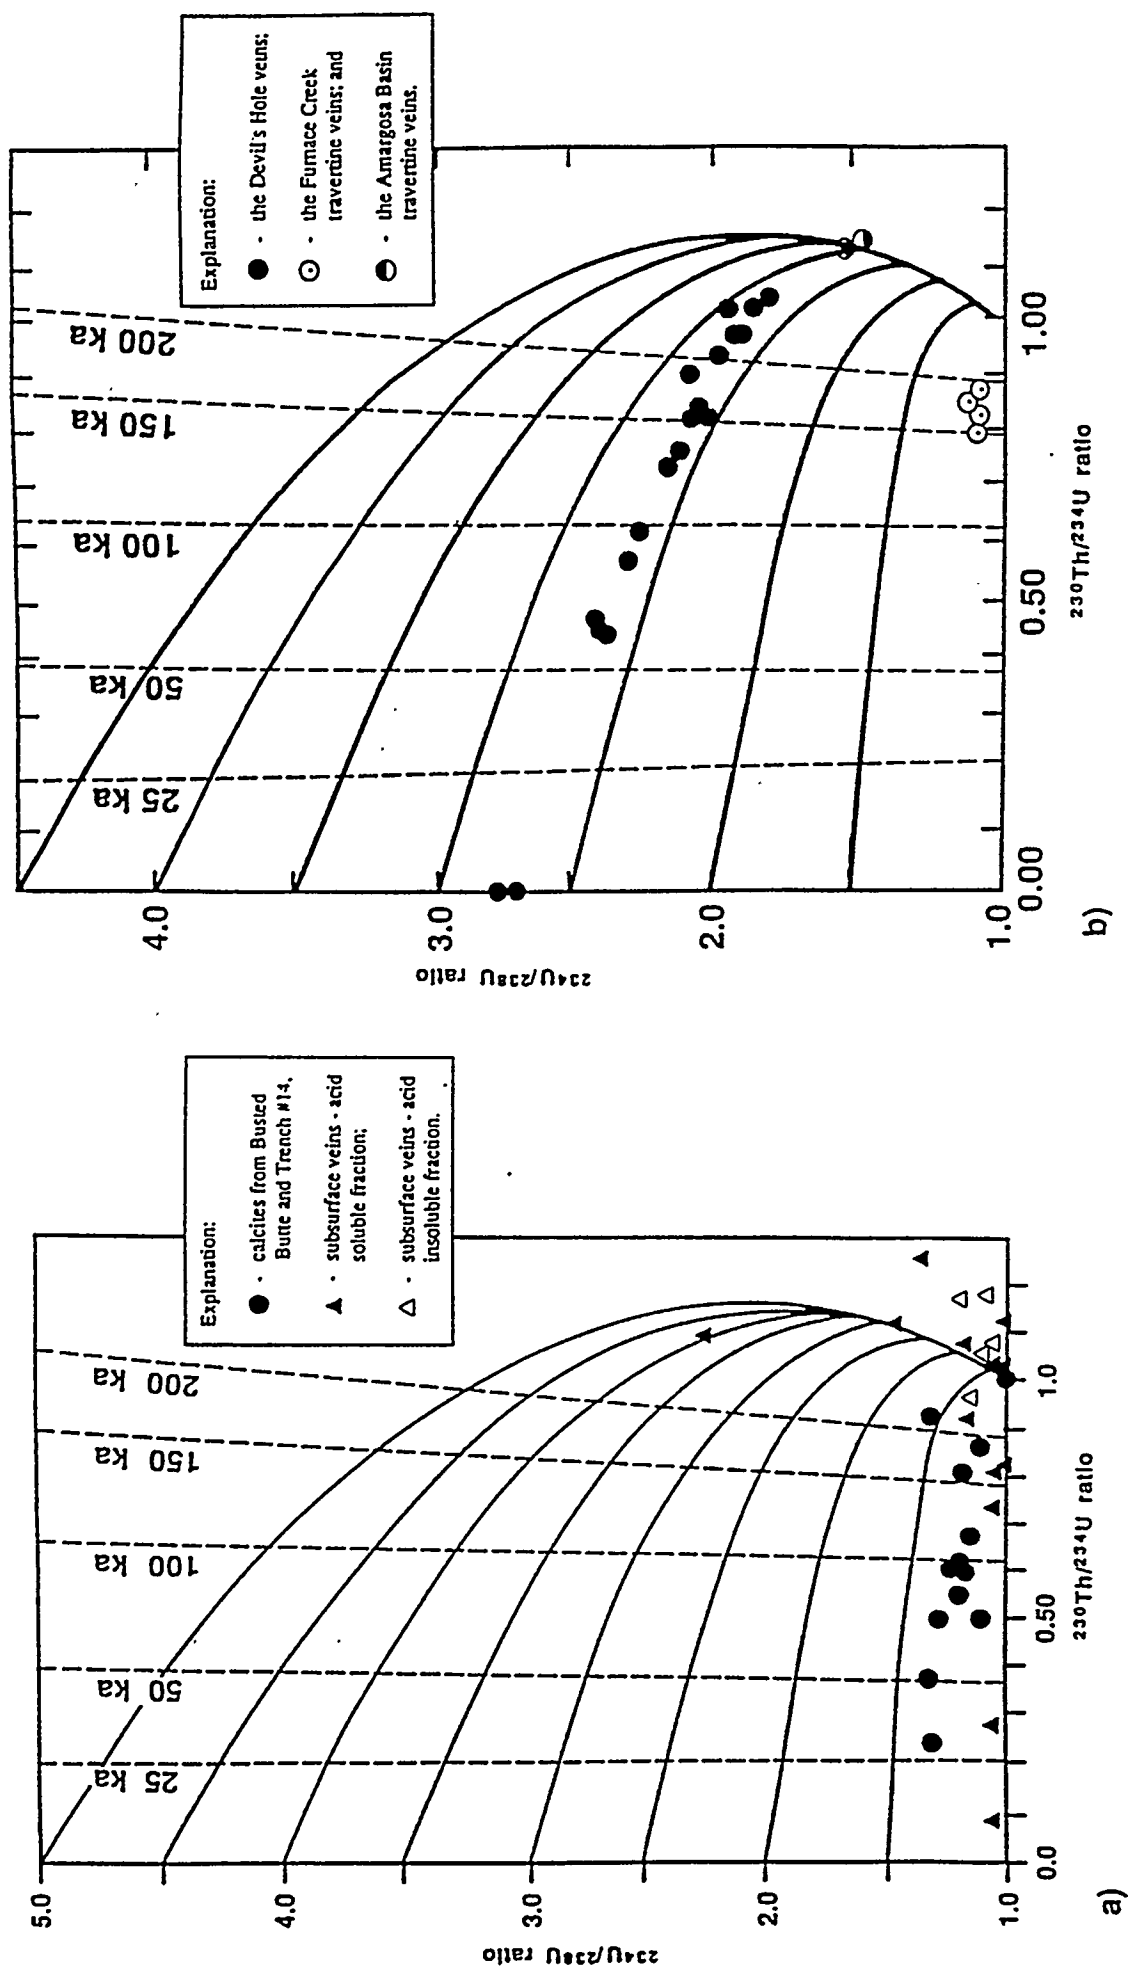 5.0
4.0
3.0
2.0
1.0
²³⁴U/²³⁸U ratio
25 ka
50 ka
100 ka
150 ka
200 ka
0.0
0.50
1.0
²³⁰Th/²³⁴U ratio
Explanation:
- calcites from Busted
Butte and Trench #14.
- subsurface veins - acid
soluble fraction;
- subsurface veins - acid
insoluble fraction.
a)
4.0
3.0
2.0
1.0
²³⁴U/²³⁸U ratio
25 ka
50 ka
100 ka
150 ka
200 ka
0.00
0.50
1.00
²³⁰Th/²³⁴U ratio
Explanation:
- the Devil's Hole veins;
- the Furnace Creek
travertine veins; and
- the Amargosa Basin
travertine veins.
b)